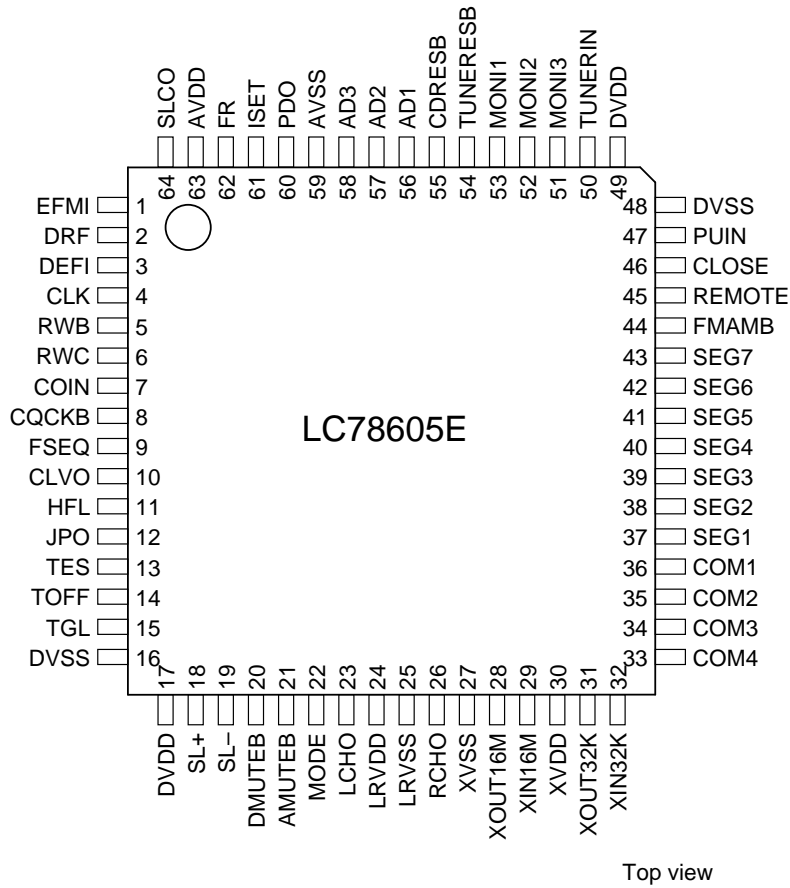 SLCO AVDD FR ISET PDO AVSS AD3 AD2 AD1 CDRESB TUNERESB MONI1 MONI2 MONI3 TUNERIN DVDD
64 63 62 61 60 59 58 57 56 55 54 53 52 51 50 49
EFMI 1 48 DVSS
DRF 2 47 PUIN
DEFI 3 46 CLOSE
CLK 4 45 REMOTE
RWB 5 44 FMAMB
RWC 6 43 SEG7
COIN 7 42 SEG6
CQCKB 8 41 SEG5
LC78605E
FSEQ 9 40 SEG4
CLVO 10 39 SEG3
HFL 11 38 SEG2
JPO 12 37 SEG1
TES 13 36 COM1
TOFF 14 35 COM2
TGL 15 34 COM3
DVSS 16 33 COM4
17 18 19 20 21 22 23 24 25 26 27 28 29 30 31 32
DVDD SL+ SL− DMUTEB AMUTEB MODE LCHO LRVDD LRVSS RCHO XVSS XOUT16M XIN16M XVDD XOUT32K XIN32K
Top view